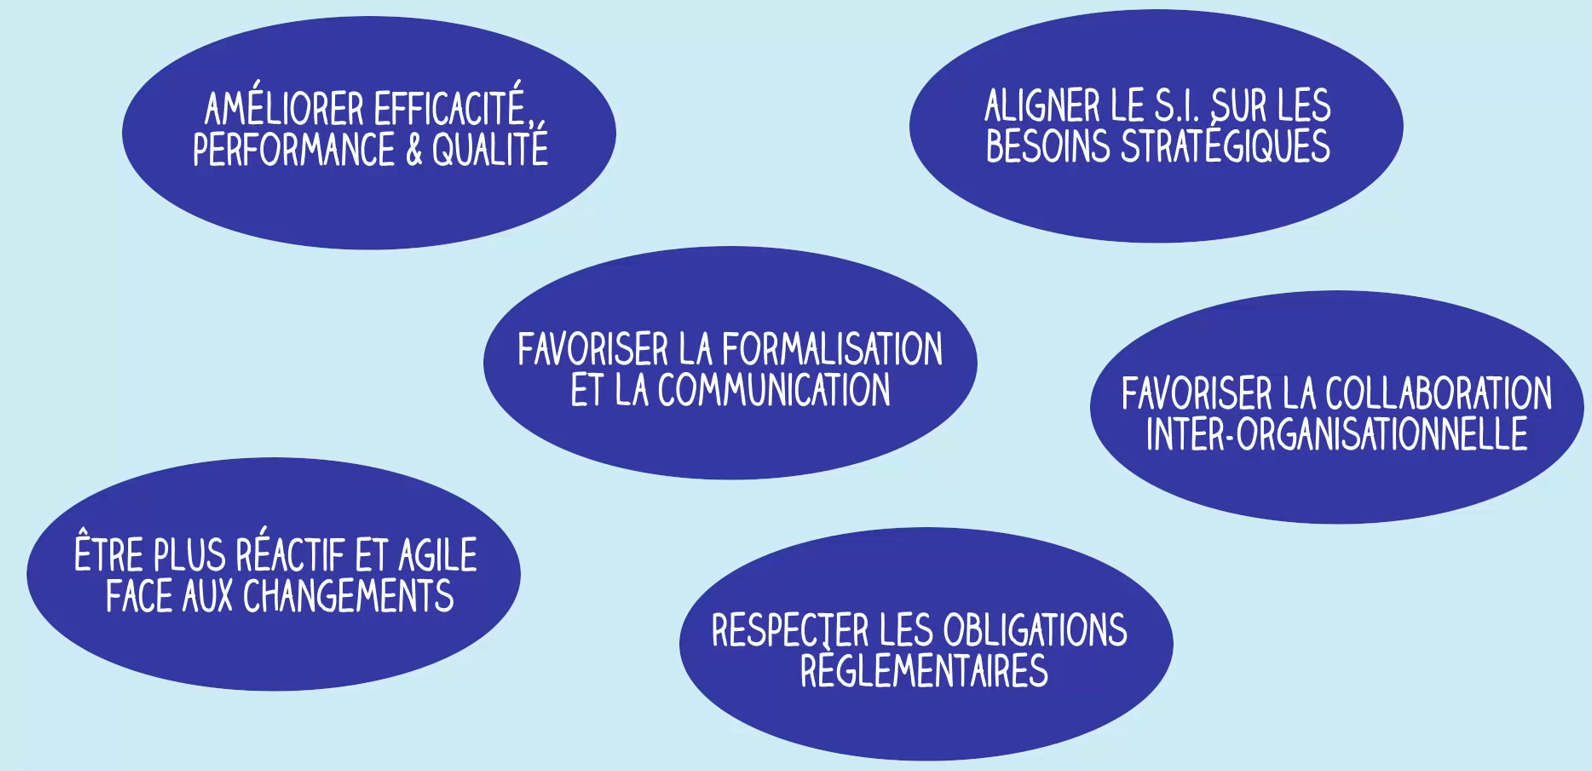 AMÉLIORER EFFICACITÉ,
PERFORMANCE & QUALITÉ
ALIGNER LE S.I. SUR LES
BESOINS STRATÉGIQUES
FAVORISER LA FORMALISATION
ET LA COMMUNICATION
FAVORISER LA COLLABORATION
INTER-ORGANISATIONNELLE
ÊTRE PLUS RÉACTIF ET AGILE
FACE AUX CHANGEMENTS
RESPECTER LES OBLIGATIONS
RÈGLEMENTAIRES